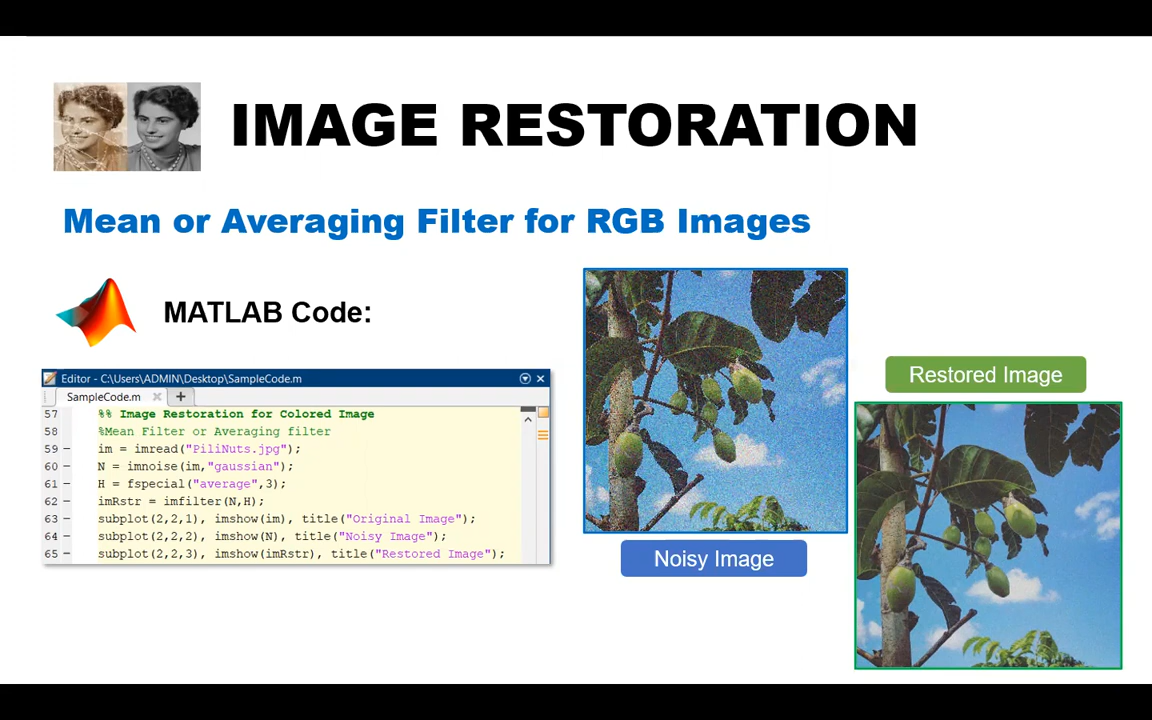 IMAGE RESTORATION
Mean or Averaging Filter for RGB Images
MATLAB Code:
Editor - C:\Users\ADMIN\Desktop\SampleCode.m
SampleCode.m
57 %% Image Restoration for Colored Image
58 %Mean Filter or Averaging filter
59 – im = imread("PiliNuts.jpg");
60 – N = imnoise(im,"gaussian");
61 – H = fspecial("average",3);
62 – imRstr = imfilter(N,H);
63 – subplot(2,2,1), imshow(im), title("Original Image");
64 – subplot(2,2,2), imshow(N), title("Noisy Image");
65 – subplot(2,2,3), imshow(imRstr), title("Restored Image");
Noisy Image
Restored Image